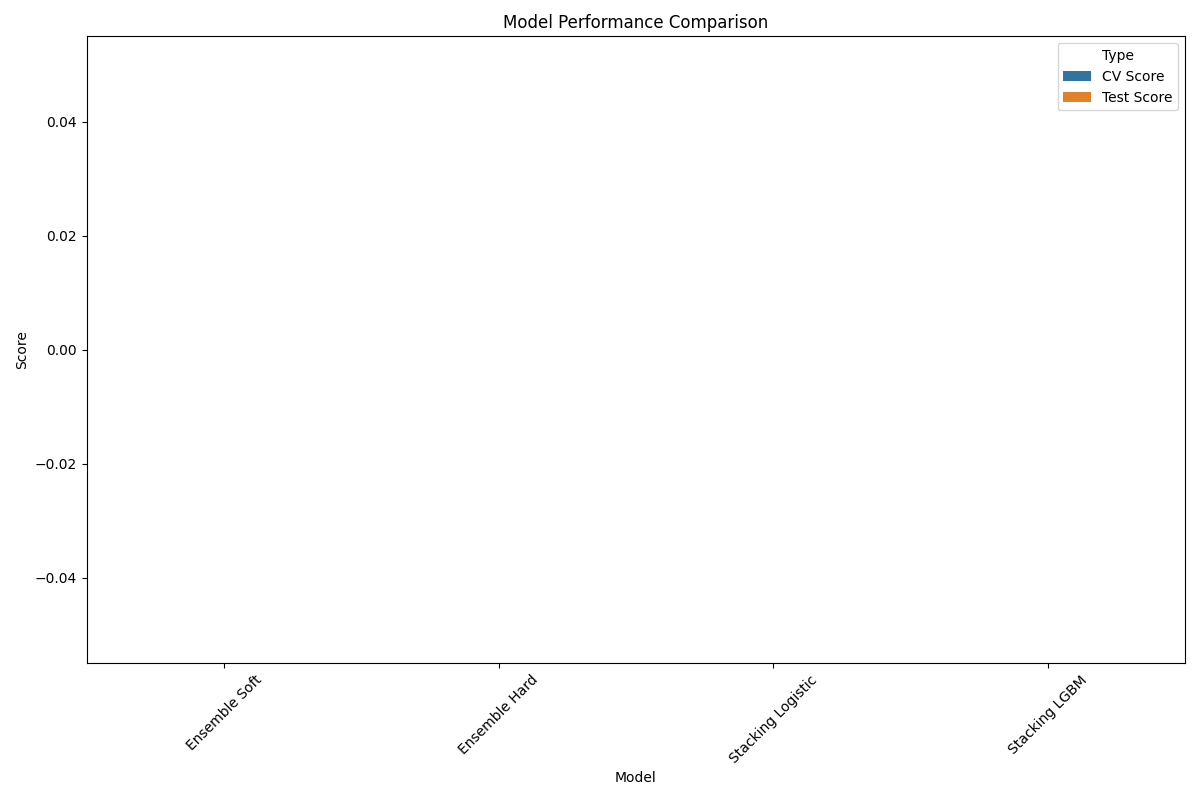 Model Performance Comparison
Type
CV Score
Test Score
0.04
0.02
0.00
−0.02
−0.04
Score
Ensemble Soft
Ensemble Hard
Stacking Logistic
Stacking LGBM
Model